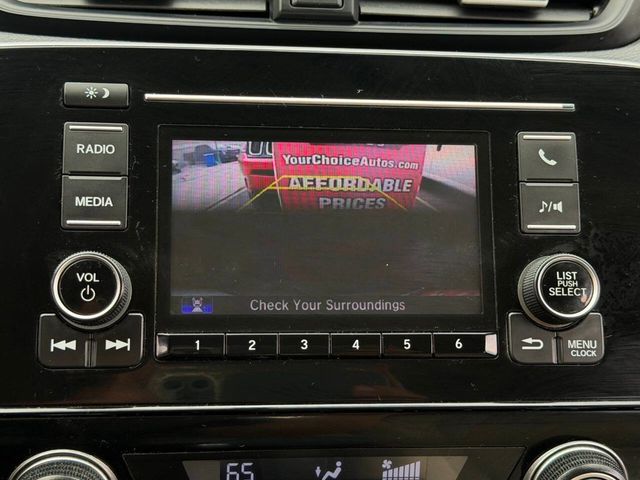 RADIO
MEDIA
VOL
YourChoiceAutos.com
AFFORDABLE
PRICES
Check Your Surroundings
LIST
PUSH
SELECT
1 2 3 4 5 6
MENU
CLOCK
65